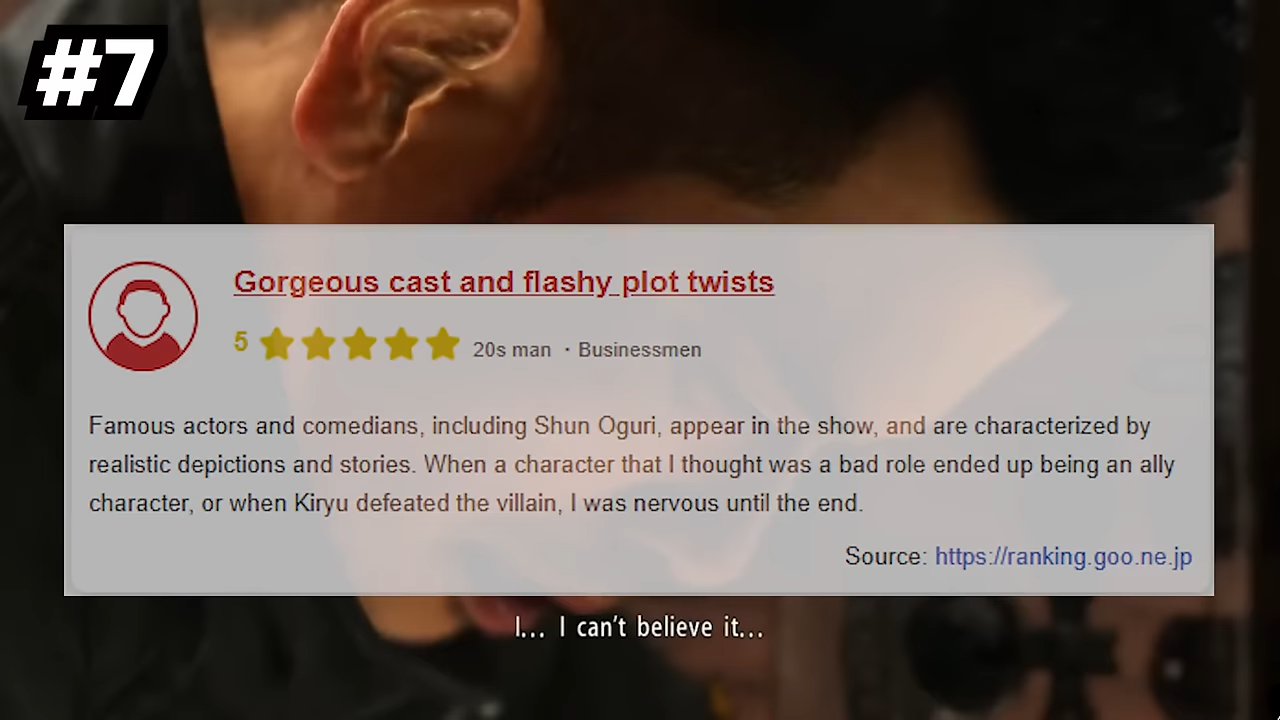 #7
Gorgeous cast and flashy plot twists
5 20s man ・Businessmen
Famous actors and comedians, including Shun Oguri, appear in the show, and are characterized by
realistic depictions and stories. When a character that I thought was a bad role ended up being an ally
character, or when Kiryu defeated the villain, I was nervous until the end.
Source: https://ranking.goo.ne.jp
I... I can't believe it...